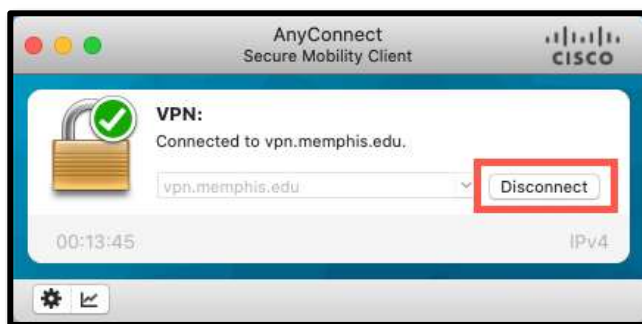 AnyConnect
Secure Mobility Client
CISCO
VPN:
Connected to vpn.memphis.edu.
vpn.memphis.edu
Disconnect
00:13:45
IPv4